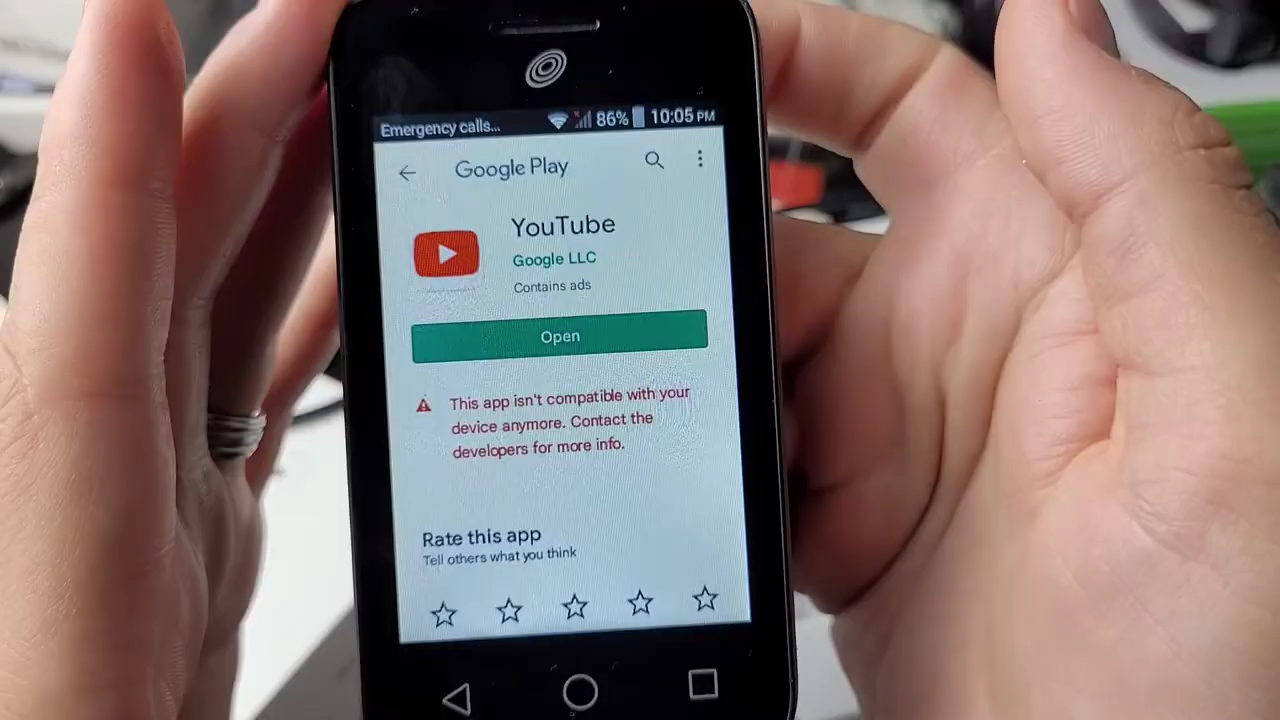 Emergency calls... 86% 10:05 PM
Google Play
YouTube
Google LLC
Contains ads
Open
This app isn't compatible with your
device anymore. Contact the
developers for more info.
Rate this app
Tell others what you think